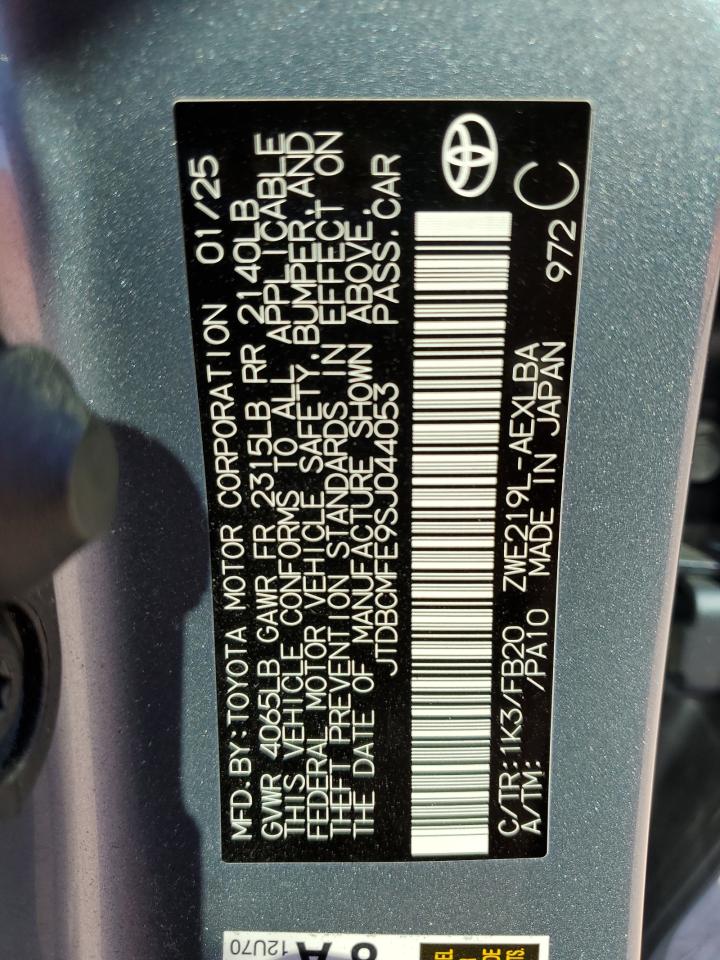 MFD.BY:TOYOTA MOTOR CORPORATION 01/25
GVWR 4065LB GAWR FR 2315LB RR 2140LB
THIS VEHICLE CONFORMS TO ALL APPLICABLE
FEDERAL MOTOR VEHICLE SAFETY, BUMPER, AND
THEFT PREVENTION STANDARDS IN EFFECT ON
THE DATE OF MANUFACTURE SHOWN ABOVE.
JTDBCMFE9SJ044053 PASS.CAR
C/TR:1K3/FB20 ZWE219L-AEXLBA 972
A/TM: /PA10 MADE IN JAPAN C
12U70